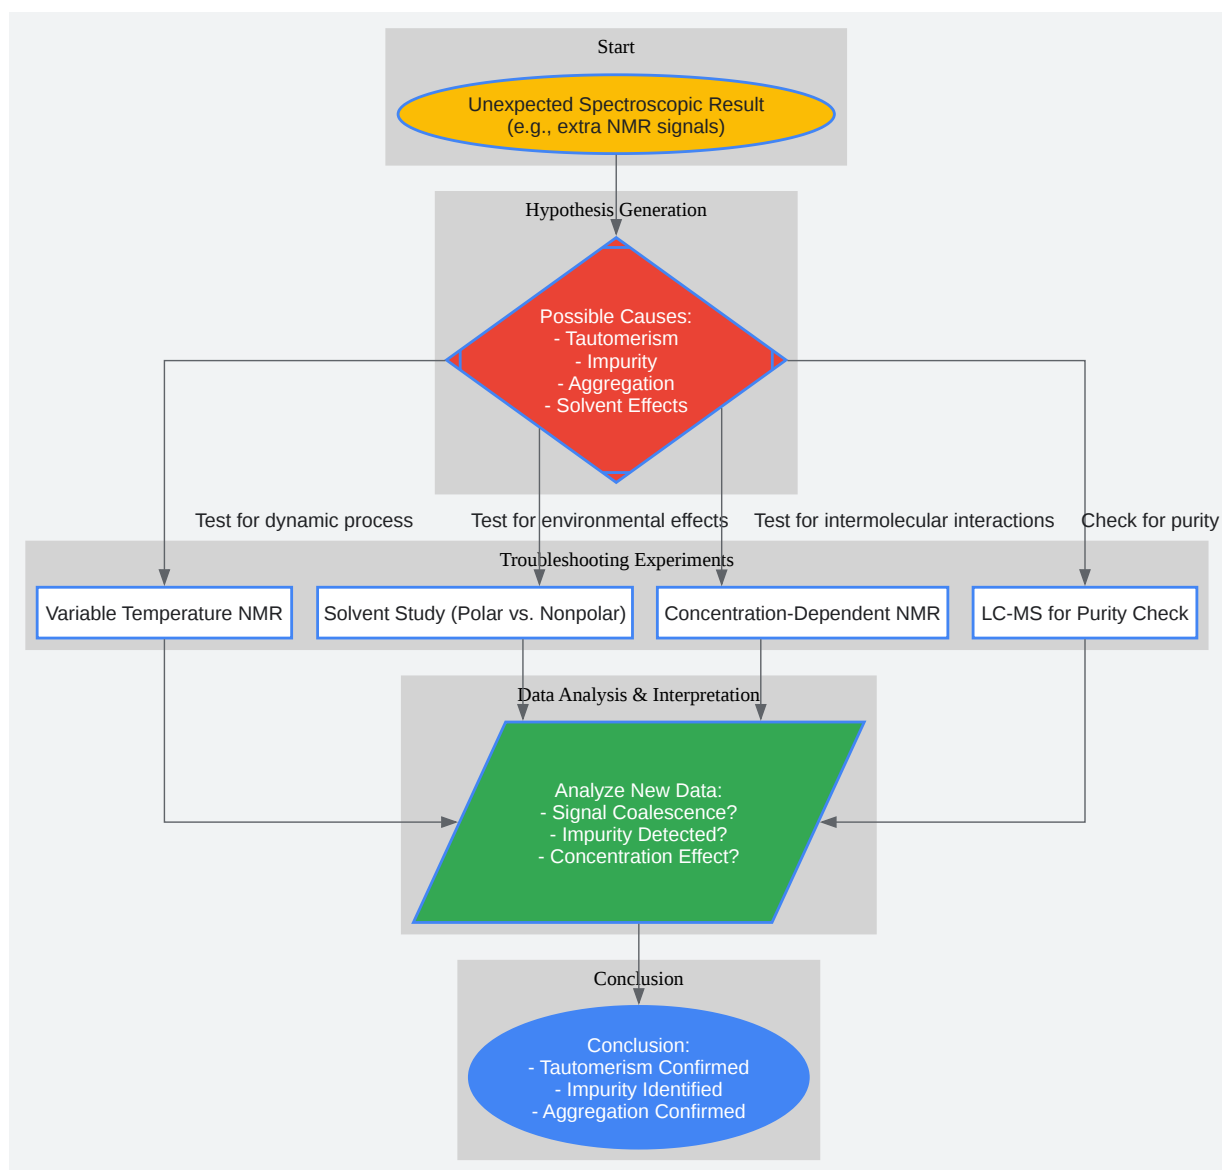 Start
Unexpected Spectroscopic Result
(e.g., extra NMR signals)
Hypothesis Generation
Possible Causes:
- Tautomerism
- Impurity
- Aggregation
- Solvent Effects
Test for dynamic process
Test for environmental effects
Test for intermolecular interactions
Check for purity
Troubleshooting Experiments
Variable Temperature NMR
Solvent Study (Polar vs. Nonpolar)
Concentration-Dependent NMR
LC-MS for Purity Check
Data Analysis & Interpretation
Analyze New Data:
- Signal Coalescence?
- Impurity Detected?
- Concentration Effect?
Conclusion
Conclusion:
- Tautomerism Confirmed
- Impurity Identified
- Aggregation Confirmed